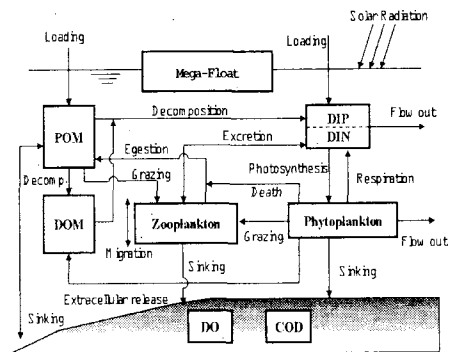 Solar Radiation
Loading
Loading
Mega-Float
Decomposition
DIP
DIN
Flow out
POM
Excretion
Egestion
Photosynthesis
Decomp.
Grazing
Death
Respiration
DOM
Zooplankton
Phytoplankton
Grazing
Flow out
Migration
Sinking
Sinking
Extracellular release
Sinking
DO
COD